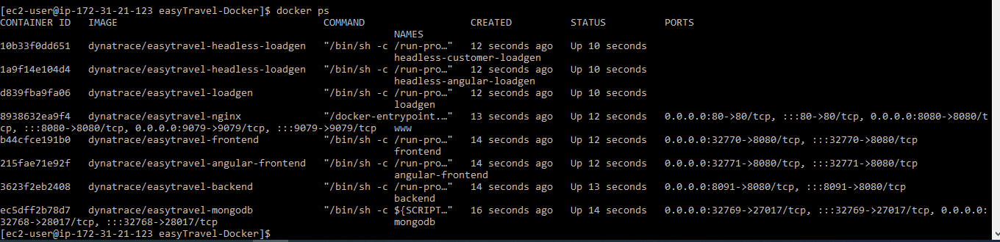 [ec2-user@ip-172-31-21-123 easyTravel-Docker]$ docker ps
CONTAINER ID   IMAGE                                   COMMAND                  CREATED          STATUS          PORTS
                                                                   NAMES
10b33f0dd651   dynatrace/easytravel-headless-loadgen   "/bin/sh -c /run-pro…"   12 seconds ago   Up 10 seconds
                                                                   headless-customer-loadgen
1a9f14e104d4   dynatrace/easytravel-headless-loadgen   "/bin/sh -c /run-pro…"   12 seconds ago   Up 10 seconds
                                                                   headless-angular-loadgen
d839fba9fa06   dynatrace/easytravel-loadgen            "/bin/sh -c /run-pro…"   12 seconds ago   Up 10 seconds
                                                                   loadgen
8938632ea9f4   dynatrace/easytravel-nginx              "/docker-entrypoint.…"   13 seconds ago   Up 12 seconds   0.0.0.0:80->80/tcp, :::80->80/tcp, 0.0.0.0:8080->8080/t
cp, :::8080->8080/tcp, 0.0.0.0:9079->9079/tcp, :::9079->9079/tcp   www
b44cfce191b0   dynatrace/easytravel-frontend           "/bin/sh -c /run-pro…"   14 seconds ago   Up 12 seconds   0.0.0.0:32770->8080/tcp, :::32770->8080/tcp
                                                                   frontend
215fae71e92f   dynatrace/easytravel-angular-frontend   "/bin/sh -c /run-pro…"   14 seconds ago   Up 12 seconds   0.0.0.0:32771->8080/tcp, :::32771->8080/tcp
                                                                   angular-frontend
3623f2eb2408   dynatrace/easytravel-backend            "/bin/sh -c /run-pro…"   14 seconds ago   Up 13 seconds   0.0.0.0:8091->8080/tcp, :::8091->8080/tcp
                                                                   backend
ec5dff2b78d7   dynatrace/easytravel-mongodb            "/bin/sh -c ${SCRIPT…"   16 seconds ago   Up 14 seconds   0.0.0.0:32769->27017/tcp, :::32769->27017/tcp, 0.0.0.0:
32768->28017/tcp, :::32768->28017/tcp                              mongodb
[ec2-user@ip-172-31-21-123 easyTravel-Docker]$